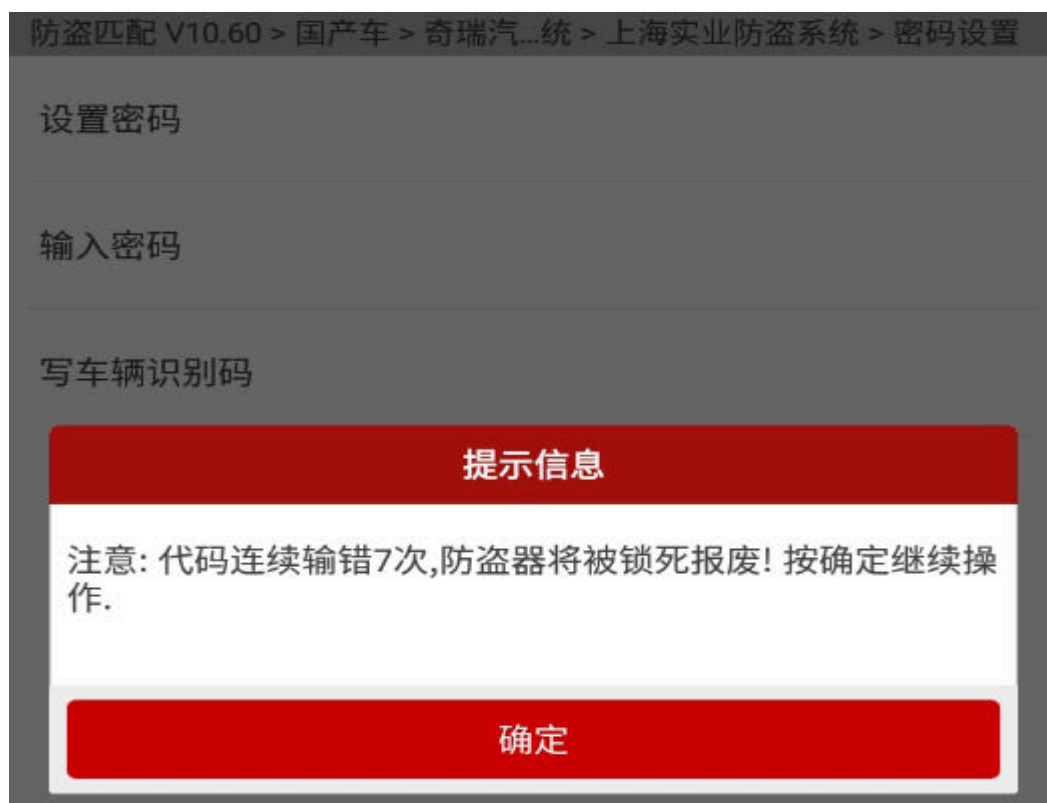 防盗匹配 V10.60 > 国产车 > 奇瑞汽...统 > 上海实业防盗系统 > 密码设置
设置密码
输入密码
写车辆识别码
提示信息
注意: 代码连续输错7次,防盗器将被锁死报废! 按确定继续操
作.
确定